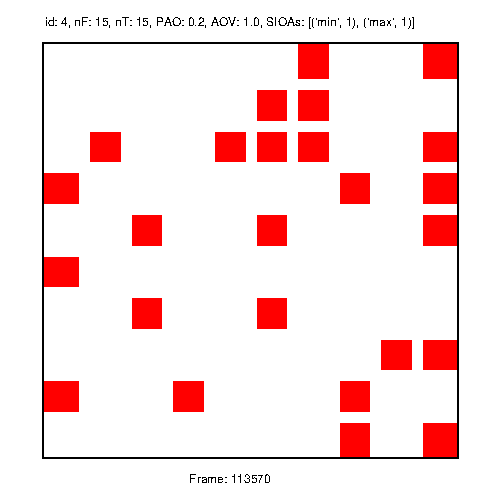 id: 4, nF: 15, nT: 15, PAO: 0.2, AOV: 1.0, SIOAs: [('min', 1), ('max', 1)]
Frame: 113570